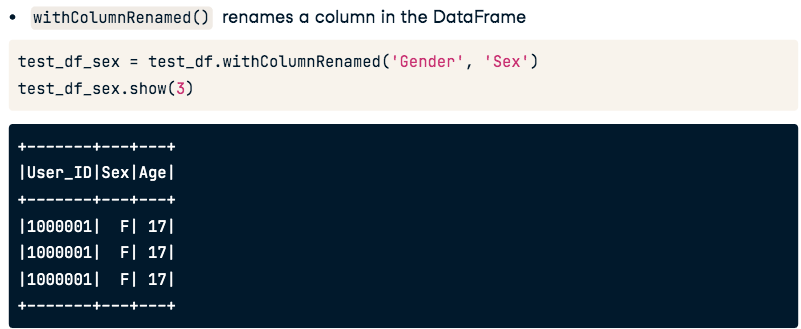 • withColumnRenamed() renames a column in the DataFrame
test_df_sex = test_df.withColumnRenamed('Gender', 'Sex')
test_df_sex.show(3)
+-------+---+---+
|User_ID|Sex|Age|
+-------+---+---+
|1000001|  F| 17|
|1000001|  F| 17|
|1000001|  F| 17|
+-------+---+---+